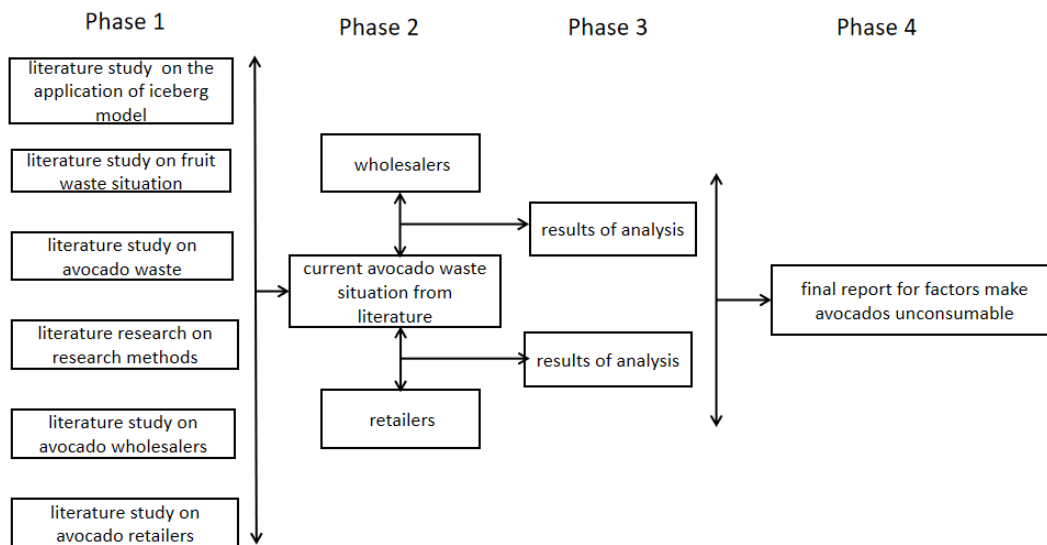 Phase 1
Phase 2
Phase 3
Phase 4
literature study on the
application of iceberg
model
literature study on fruit
waste situation
literature study on
avocado waste
literature research on
research methods
literature study on
avocado wholesalers
literature study on
avocado retailers
wholesalers
current avocado waste
situation from
literature
retailers
results of analysis
results of analysis
final report for factors make
avocados unconsumable